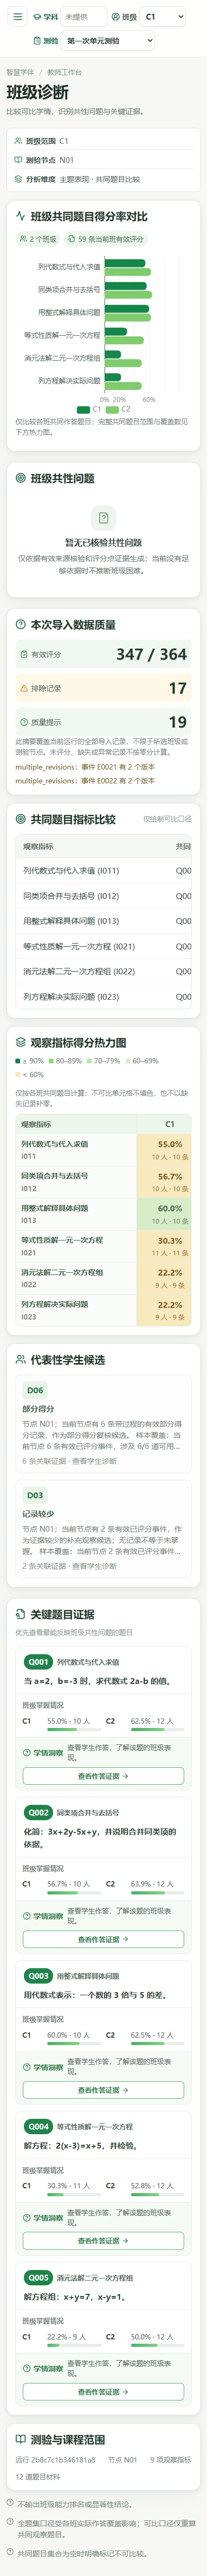 学科 未提供 班级 C1
测验 第一次单元测验
智慧学伴 / 教师工作台
班级诊断
比较可比学情，识别共性问题与关键证据。
班级范围 C1
测验节点 N01
分析维度 主题表现 · 共同题目比较
班级共同题目得分率对比
2 个班级 59 条当前班有效评分
列代数式与代入求值
同类项合并与去括号
用整式解释具体问题
等式性质解一元一次方程
消元法解二元一次方程组
列方程解决实际问题
0% 20% 60%
C1 C2
仅比较各班共同作答题目；完整共同题目范围与覆盖数见下方热力图。
班级共性问题
暂无已核验共性问题
仅依据有效来源核验和评分点证据生成；当前没有足够依据时不推断班级困难。
本次导入数据质量
有效评分 347 / 364
排除记录 17
质量提示 19
此摘要覆盖当前运行的全部导入记录，不限于所选班级或测验节点。未评分、缺失或异常记录不按零分计算。
multiple_revisions：事件 E0021 有 2 个版本
multiple_revisions：事件 E0022 有 2 个版本
共同题目指标比较 仅绘制可比口径
观察指标 共同
列代数式与代入求值 (I011) Q00
同类项合并与去括号 (I012) Q00
用整式解释具体问题 (I013) Q00
等式性质解一元一次方程 (I021) Q00
消元法解二元一次方程组 (I022) Q00
列方程解决实际问题 (I023) Q00
观察指标得分热力图
≥ 90% 80–89% 70–79% 60–69%
< 60%
仅按各班共同题目计算；不可比单元格不填色，也不以缺失记录补零。
观察指标 C1
列代数式与代入求值 55.0%
I011 10 人 · 10 条
同类项合并与去括号 56.7%
I012 10 人 · 10 条
用整式解释具体问题 60.0%
I013 10 人 · 10 条
等式性质解一元一次方程 30.3%
I021 11 人 · 11 条
消元法解二元一次方程组 22.2%
I022 9 人 · 9 条
列方程解决实际问题 22.2%
I023 9 人 · 9 条
代表性学生候选
D06
部分得分
节点 N01；当前节点有 6 条带过程的有效部分得分记录，作为部分得分复核候选。 样本覆盖：当前节点 6 条有效已评分事件，涉及 6/6 道可用…
6 条关联证据 · 查看学生诊断
D03
记录较少
节点 N01；当前节点有 2 条有效已评分事件，作为证据较少的补充观察候选；无记录不等于未掌握。 样本覆盖：当前节点 2 条有效已评分事件…
2 条关联证据 · 查看学生诊断
关键题目证据
优先查看最能反映班级共性问题的题目
Q001 列代数式与代入求值
当 a=2，b=-3 时，求代数式 2a-b 的值。
班级掌握情况
C1 55.0% · 10 人 C2 62.5% · 12 人
学情洞察 查看学生作答，了解该题的班级表现。
查看作答证据 →
Q002 同类项合并与去括号
化简：3x+2y-5x+y，并说明合并同类项的依据。
班级掌握情况
C1 56.7% · 10 人 C2 63.9% · 12 人
学情洞察 查看学生作答，了解该题的班级表现。
查看作答证据 →
Q003 用整式解释具体问题
用代数式表示：一个数的 3 倍与 5 的差。
班级掌握情况
C1 60.0% · 10 人 C2 62.5% · 12 人
学情洞察 查看学生作答，了解该题的班级表现。
查看作答证据 →
Q004 等式性质解一元一次方程
解方程：2(x-3)=x+5，并检验。
班级掌握情况
C1 30.3% · 11 人 C2 52.8% · 12 人
学情洞察 查看学生作答，了解该题的班级表现。
查看作答证据 →
Q005 消元法解二元一次方程组
解方程组：x+y=7，x-y=1。
班级掌握情况
C1 22.2% · 9 人 C2 50.0% · 12 人
学情洞察 查看学生作答，了解该题的班级表现。
查看作答证据 →
测验与课程范围
运行 2b8c7c1b346181a8 节点 N01 9 项观察指标
12 道题目材料
不输出班级能力排名或显著性结论。
全题集口径受各班实际作答覆盖影响；可比口径仅重算共同观察题目。
共同题目集合为空时明确标记不可比较。